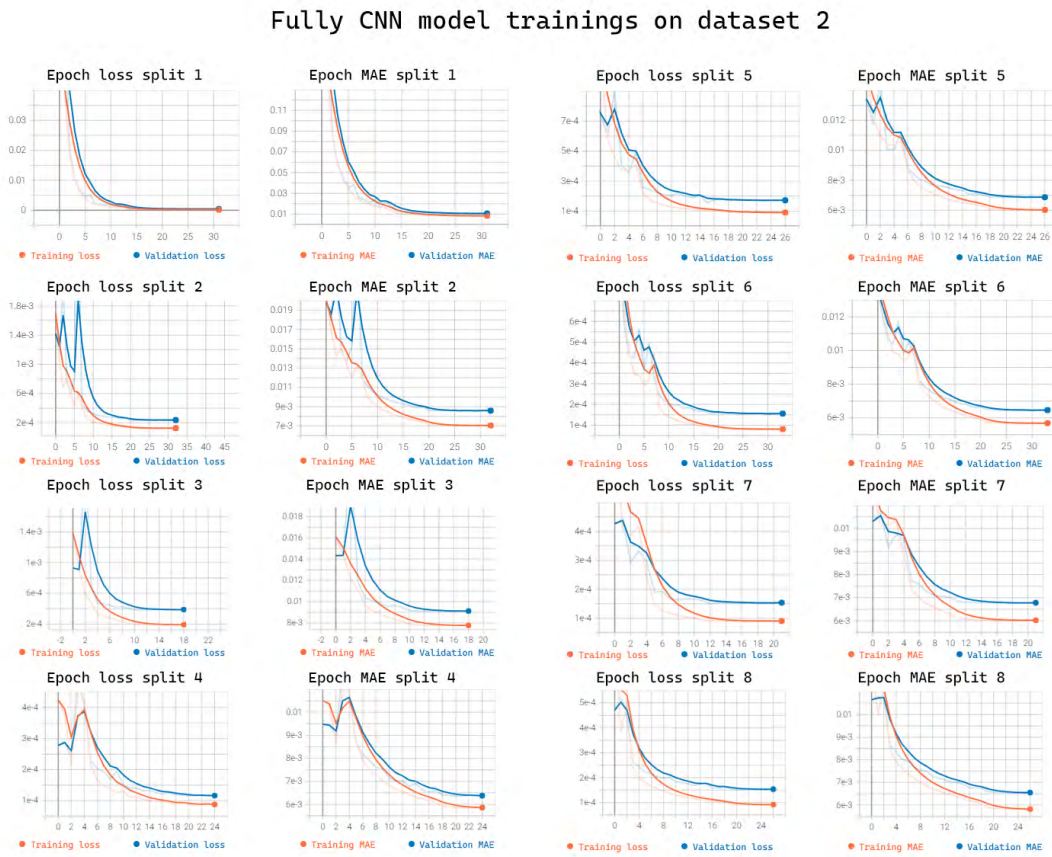 Fully CNN model trainings on dataset 2
Epoch loss split 1
0.03
0.02
0.01
0
0 5 10 15 20 25 30
Training loss Validation loss
Epoch MAE split 1
0.11
0.09
0.07
0.05
0.03
0.01
0 5 10 15 20 25 30
Training MAE Validation MAE
Epoch loss split 5
7e-4
5e-4
3e-4
1e-4
0 2 4 6 8 10 12 14 16 18 20 22 24 26
Training loss Validation loss
Epoch MAE split 5
0.012
0.01
8e-3
6e-3
0 2 4 6 8 10 12 14 16 18 20 22 24 26
Training MAE Validation MAE
Epoch loss split 2
1.8e-3
1.4e-3
1e-3
6e-4
2e-4
0 5 10 15 20 25 30 35 40 45
Training loss Validation loss
Epoch MAE split 2
0.019
0.017
0.015
0.013
0.011
9e-3
7e-3
0 5 10 15 20 25 30
Training MAE Validation MAE
Epoch loss split 6
6e-4
5e-4
4e-4
3e-4
2e-4
1e-4
0 5 10 15 20 25 30
Training loss Validation loss
Epoch MAE split 6
0.012
0.01
8e-3
6e-3
0 5 10 15 20 25 30
Training MAE Validation MAE
Epoch loss split 3
1.4e-3
1e-3
6e-4
2e-4
-2 2 6 10 14 18 22
Training loss Validation loss
Epoch MAE split 3
0.018
0.014
0.012
0.01
8e-3
-2 0 2 4 6 8 10 12 14 16 18 20
Training MAE Validation MAE
Epoch loss split 7
4e-4
3e-4
2e-4
1e-4
0 2 4 6 8 10 12 14 16 18 20
Training loss Validation loss
Epoch MAE split 7
0.01
9e-3
8e-3
7e-3
6e-3
0 2 4 6 8 10 12 14 16 18 20
Training MAE Validation MAE
Epoch loss split 4
4e-4
3e-4
2e-4
1e-4
0 2 4 6 8 10 12 14 16 18 20 22 24
Training loss Validation loss
Epoch MAE split 4
0.01
9e-3
8e-3
7e-3
6e-3
0 2 4 6 8 10 12 14 16 18 20 22 24
Training MAE Validation MAE
Epoch loss split 8
5e-4
4e-4
3e-4
2e-4
1e-4
0 4 8 12 16 20 24
Training loss Validation loss
Epoch MAE split 8
0.01
9e-3
8e-3
7e-3
6e-3
0 4 8 12 16 20 24
Training MAE Validation MAE